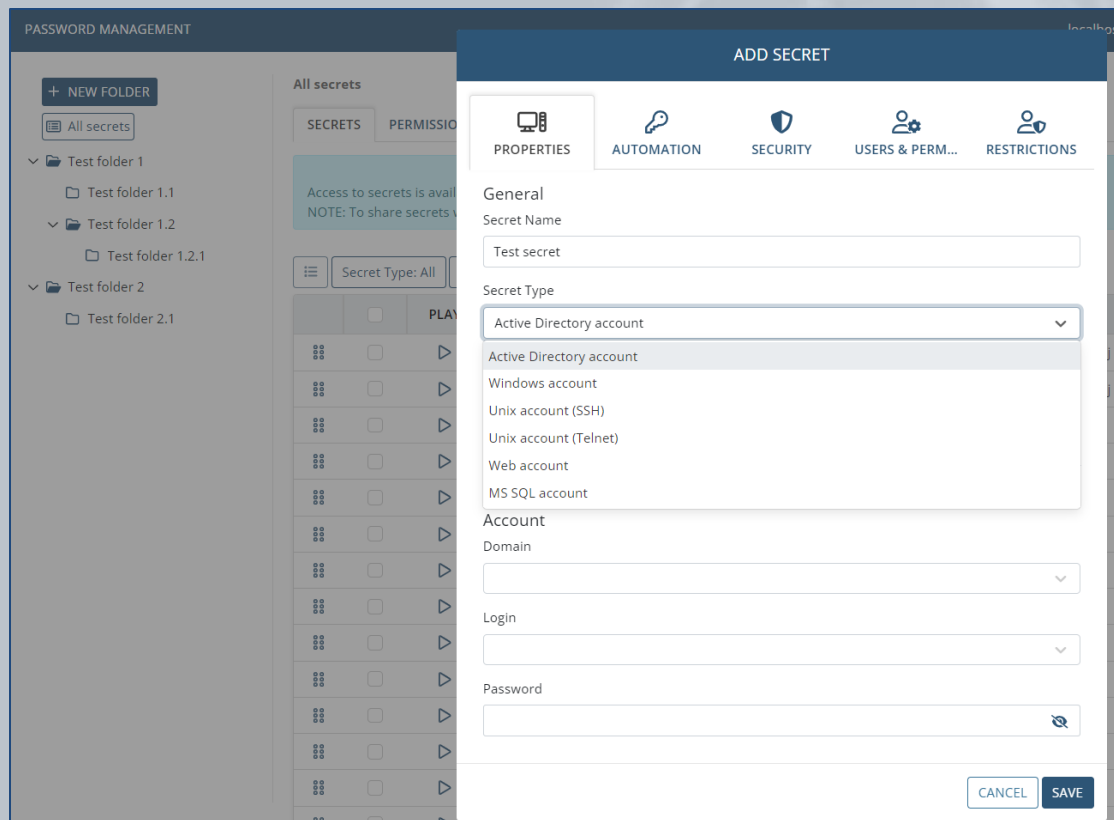 PASSWORD MANAGEMENT
ADD SECRET
NEW FOLDER
All secrets
Test folder 1
Test folder 1.1
Test folder 1.2
Test folder 1.2.1
Test folder 2
Test folder 2.1
All secrets
SECRETS
Access to secrets is
NOTE: To share secrets
Secret Type: All
PROPERTIES
AUTOMATION
SECURITY
USERS & PERM...
RESTRICTIONS
General
Secret Name
Test secret
Secret Type
Active Directory account
Active Directory account
Windows account
Unix account (SSH)
Unix account (Telnet)
Web account
MS SQL account
Account
Domain
Login
Password
CANCEL SAVE